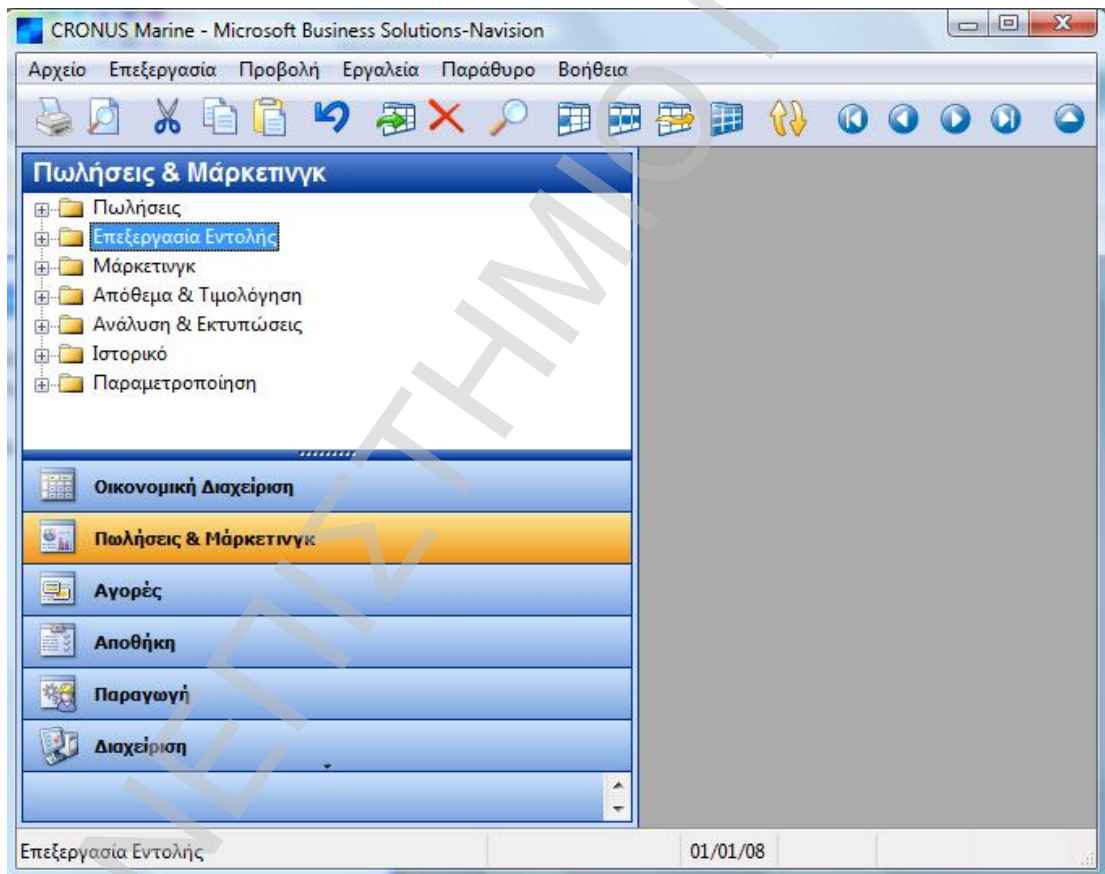 CRONUS Marine - Microsoft Business Solutions-Navision
Αρχείο Επεξεργασία Προβολή Εργαλεία Παράθυρο Βοήθεια
Πωλήσεις & Μάρκετινγκ
Πωλήσεις
Επεξεργασία Εντολής
Μάρκετινγκ
Απόθεμα & Τιμολόγηση
Ανάλυση & Εκτυπώσεις
Ιστορικό
Παραμετροποίηση
Οικονομική Διαχείριση
Πωλήσεις & Μάρκετινγκ
Αγορές
Αποθήκη
Παραγωγή
Διαχείριση
Επεξεργασία Εντολής 01/01/08